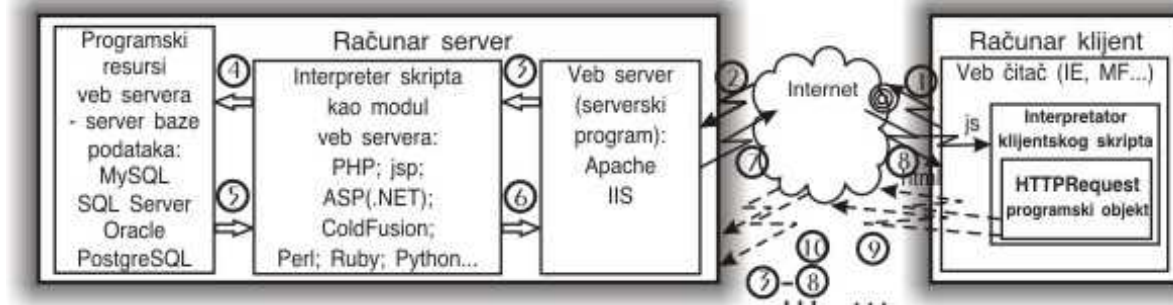 Računar server
Programski
resursi
veb servera
- server baze
podataka:
MySQL
SQL Server
Oracle
PostgreSQL
4
5
Interpreter skripta
kao modul
veb servera:
PHP; jsp;
ASP(.NET);
ColdFusion;
Perl; Ruby; Python...
3
6
Veb server
(serverski
program):
Apache
IIS
2
7
Internet
@
1
8
html
10
9
3-8
Računar klijent
Veb čitač (IE, MF...)
js
Interpretator
klijentskog skripta
HTTPRequest
programski objekt